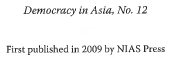 Democracy in Asia, No. 12
First published in 2009 by NIAS Press